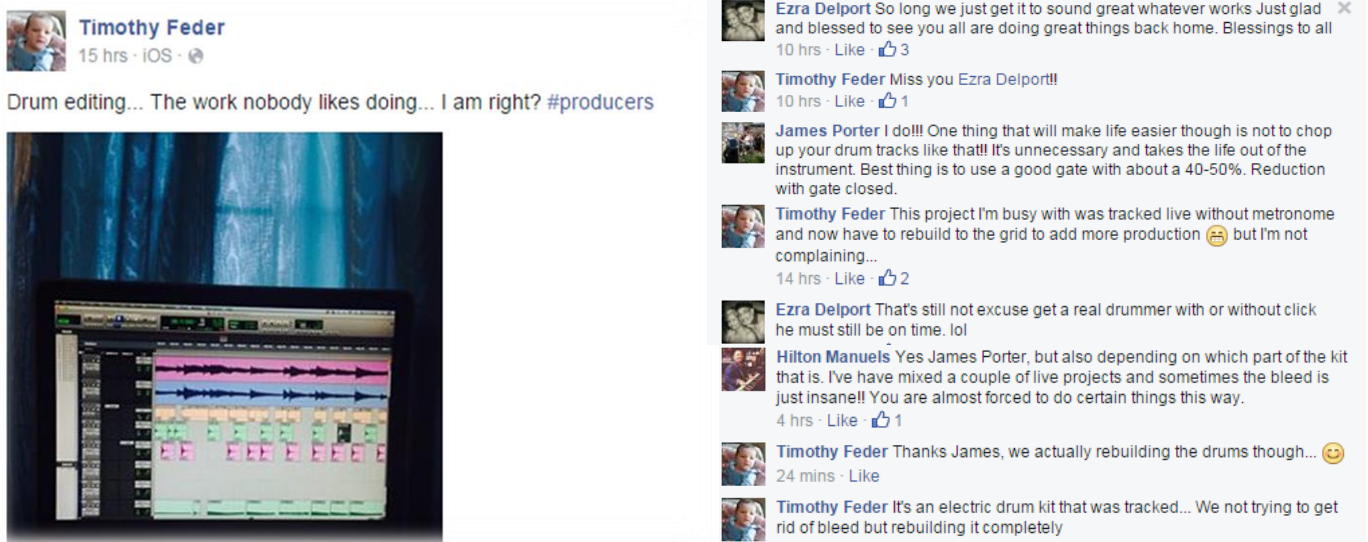 Timothy Feder
15 hrs · iOS ·
Drum editing... The work nobody likes doing... I am right? #producers
Ezra Delport So long we just get it to sound great whatever works Just glad
and blessed to see you all are doing great things back home. Blessings to all
10 hrs · Like · 3
Timothy Feder Miss you Ezra Delport!!
10 hrs · Like · 1
James Porter I do!!! One thing that will make life easier though is not to chop
up your drum tracks like that!! It's unnecessary and takes the life out of the
instrument. Best thing is to use a good gate with about a 40-50%. Reduction
with gate closed.
Timothy Feder This project I'm busy with was tracked live without metronome
and now have to rebuild to the grid to add more production 😁 but I'm not
complaining...
14 hrs · Like · 2
Ezra Delport That's still not excuse get a real drummer with or without click
he must still be on time. lol
Hilton Manuels Yes James Porter, but also depending on which part of the kit
that is. I've have mixed a couple of live projects and sometimes the bleed is
just insane!! You are almost forced to do certain things this way.
4 hrs · Like · 1
Timothy Feder Thanks James, we actually rebuilding the drums though... 😊
24 mins · Like
Timothy Feder It's an electric drum kit that was tracked... We not trying to get
rid of bleed but rebuilding it completely